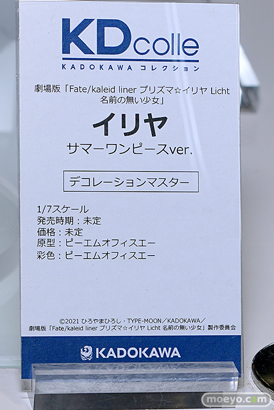 KDcolle
KADOKAWA コレクション
劇場版「Fate/kaleid liner プリズマ☆イリヤ Licht
名前の無い少女」
イリヤ
サマーワンピースver.
デコレーションマスター
1/7スケール
発売時期：未定
価格：未定
原型：ピーエムオフィスエー
彩色：ピーエムオフィスエー
©2021 ひろやまひろし・TYPE-MOON／KADOKAWA／
劇場版「Fate/kaleid liner プリズマ☆イリヤ Licht 名前の無い少女」製作委員会
KADOKAWA
moeyo.com